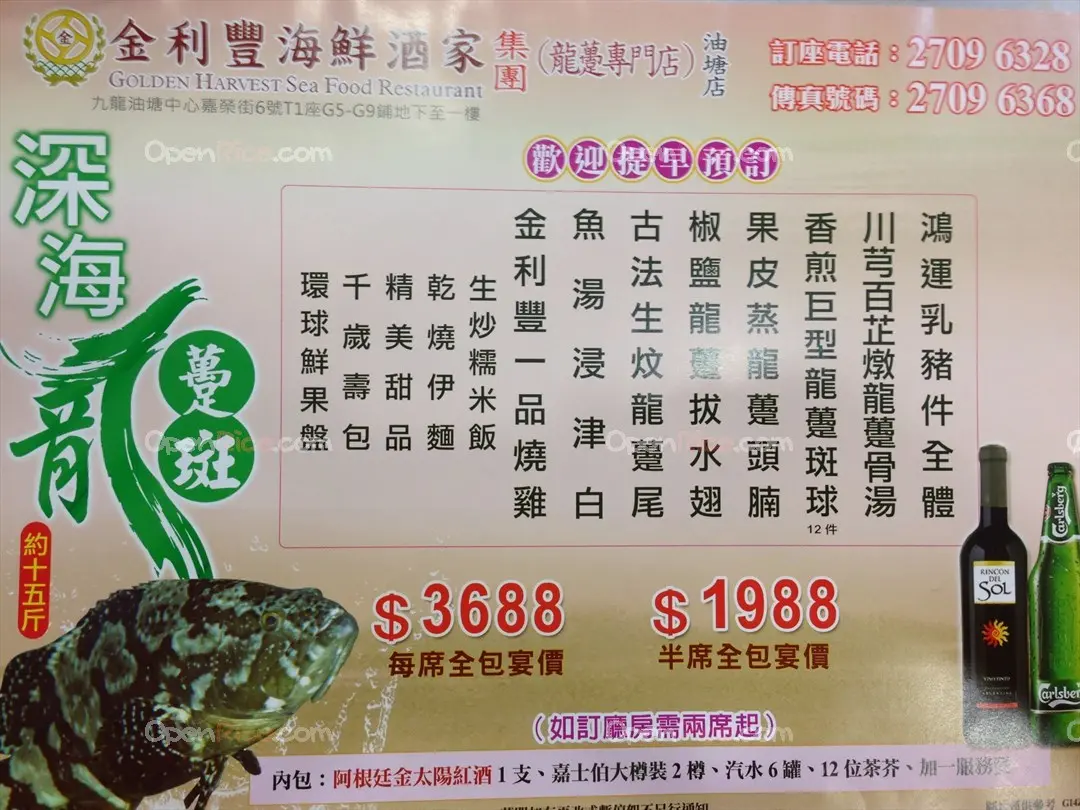 金利豐海鮮酒家 集團 (龍躉專門店) 油塘店
GOLDEN HARVEST Sea Food Restaurant
九龍油塘中心嘉榮街6號T1座G5-G9鋪地下至一樓
訂座電話：2709 6328
傳真號碼：2709 6368
歡迎提早預訂
深海龍躉斑
約十五斤
鴻運乳豬件全體
川芎百芷燉龍躉骨湯
香煎巨型龍躉斑球
12件
果皮蒸龍躉頭腩
椒鹽龍躉拔水翅
古法生炆龍躉尾
魚湯浸津白
金利豐一品燒雞
生炒糯米飯
乾燒伊麵
精美甜品
千歲壽包
環球鮮果盤
$3688
每席全包宴價
$1988
半席全包宴價
(如訂廳房需兩席起)
內包：阿根廷金太陽紅酒1支、嘉士伯大樽裝2樽、汽水6罐、12位茶芥、加一服務
RINCON
DEL
SOL
Carlsberg
Carlsberg
OpenRice.com
OpenRice.com
OpenRice.com
OpenRice.com
OpenRice.com
OpenRice.com